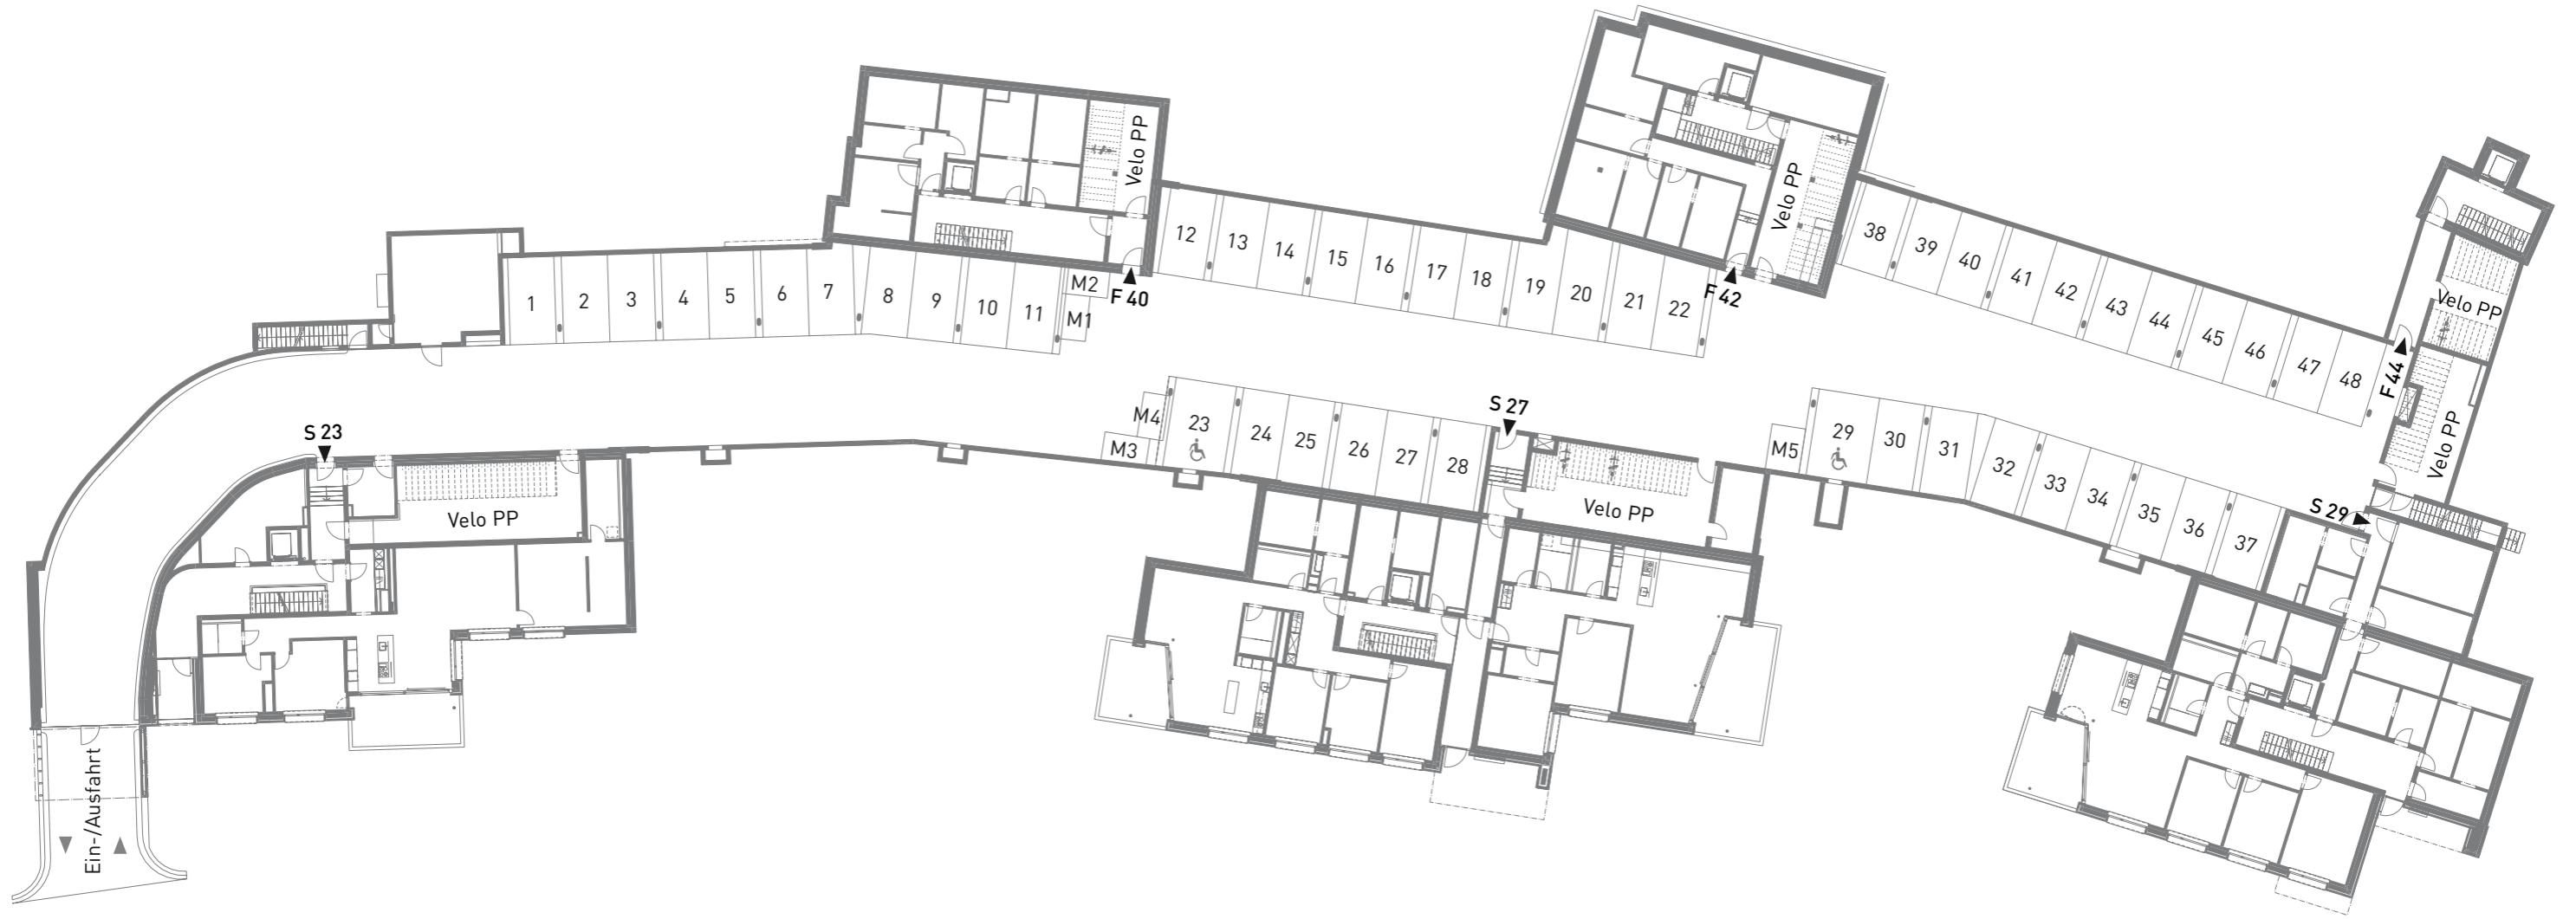 Velo PP
Velo PP
12
13
14
15
16
17
18
19
20
21
22
F 42
38
39
40
41
42
43
44
45
46
47
48
F 44
Velo PP
Velo PP
1
2
3
4
5
6
7
8
9
10
11
M2
M1
F 40
M4
M3
23
24
25
26
27
28
S 27
Velo PP
M5
29
30
31
32
33
34
35
36
37
S 29
S 23
Velo PP
Ein-/Ausfahrt